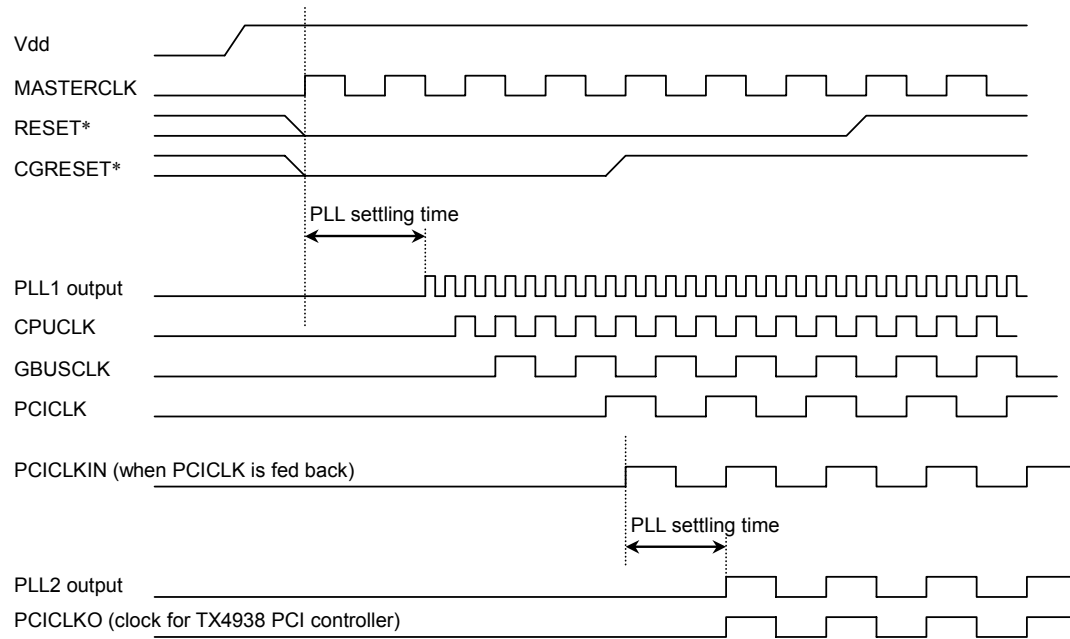 Vdd
MASTERCLK
RESET*
CGRESET*
PLL settling time
PLL1 output
CPUCLK
GBUSCLK
PCICLK
PCICLKIN (when PCICLK is fed back)
PLL settling time
PLL2 output
PCICLKO (clock for TX4938 PCI controller)